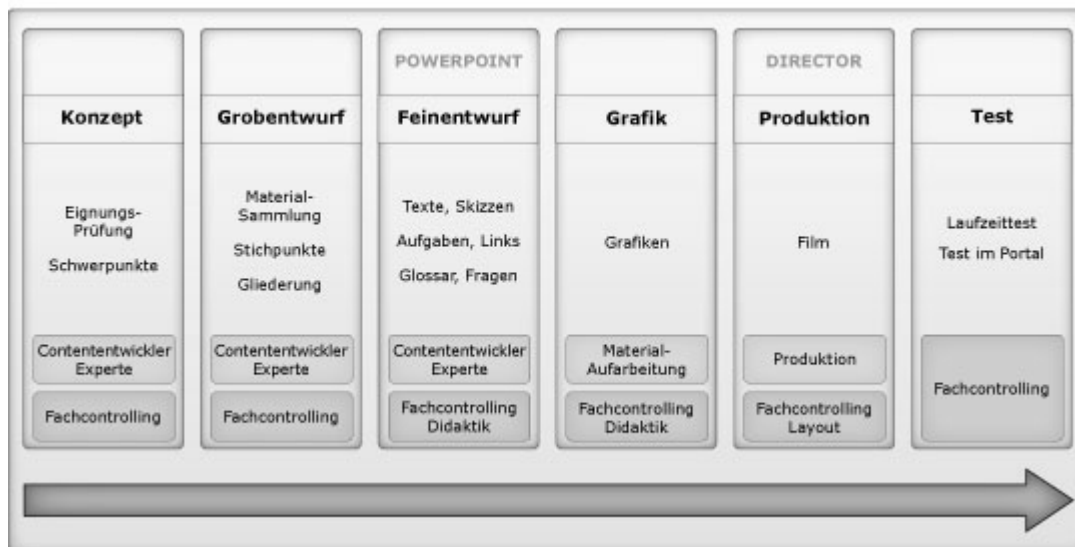 Konzept
Eignungs-
Prüfung
Schwerpunkte
Contententwickler
Experte
Fachcontrolling
Grobentwurf
Material-
Sammlung
Stichpunkte
Gliederung
Contententwickler
Experte
Fachcontrolling
POWERPOINT
Feinentwurf
Texte, Skizzen
Aufgaben, Links
Glossar, Fragen
Contententwickler
Experte
Fachcontrolling
Didaktik
Grafik
Grafiken
Material-
Aufarbeitung
Fachcontrolling
Didaktik
DIRECTOR
Produktion
Film
Produktion
Fachcontrolling
Layout
Test
Laufzeittest
Test im Portal
Fachcontrolling